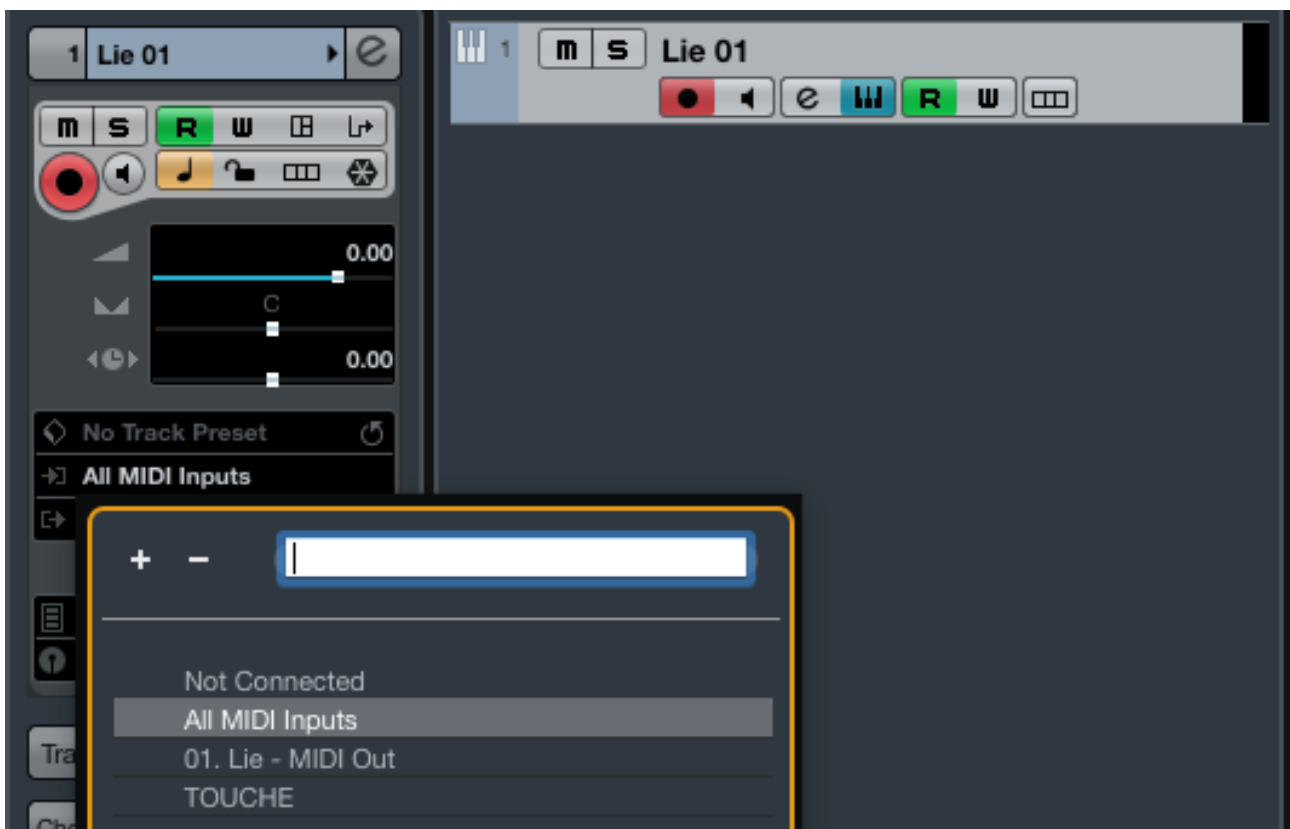 1 Lie 01 e
1 m S Lie 01
e R W
m S R W
0.00
C
0.00
No Track Preset
All MIDI Inputs
+ −
Not Connected
All MIDI Inputs
01. Lie - MIDI Out
Tra
TOUCHE